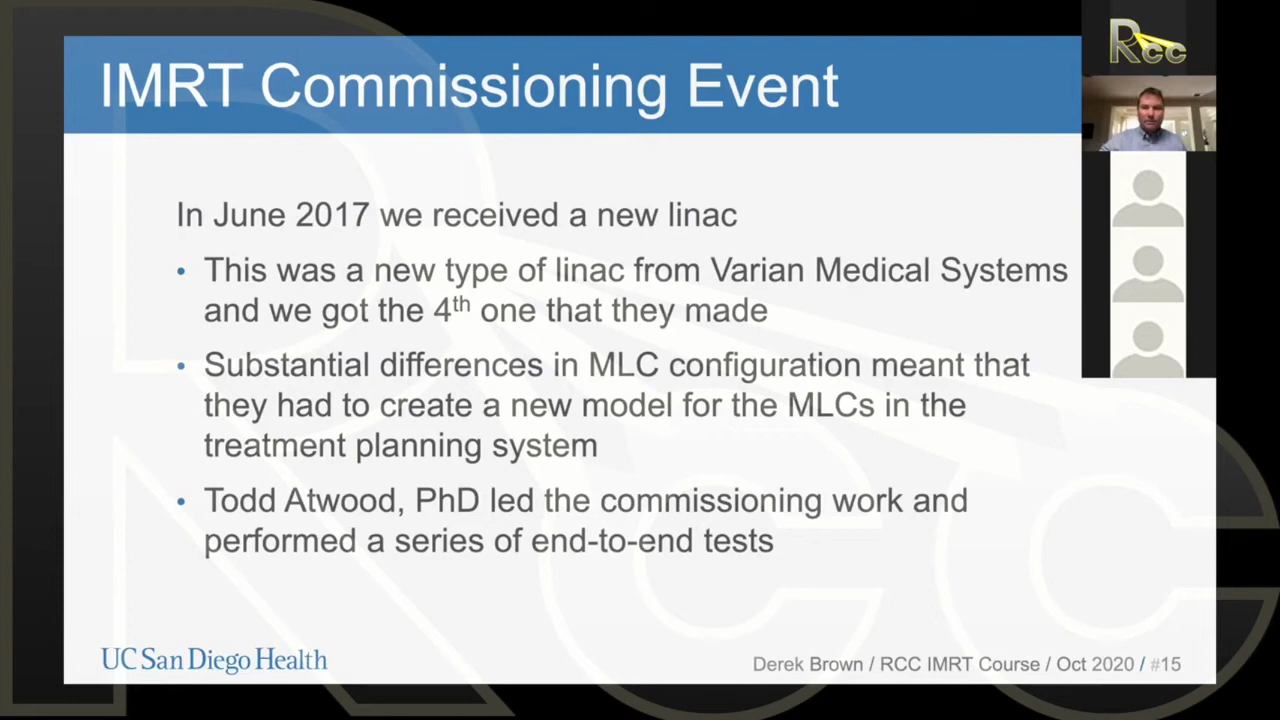 IMRT Commissioning Event
Rcc
In June 2017 we received a new linac
• This was a new type of linac from Varian Medical Systems
and we got the 4th one that they made
• Substantial differences in MLC configuration meant that
they had to create a new model for the MLCs in the
treatment planning system
• Todd Atwood, PhD led the commissioning work and
performed a series of end-to-end tests
UC San Diego Health
Derek Brown / RCC IMRT Course / Oct 2020 / #15